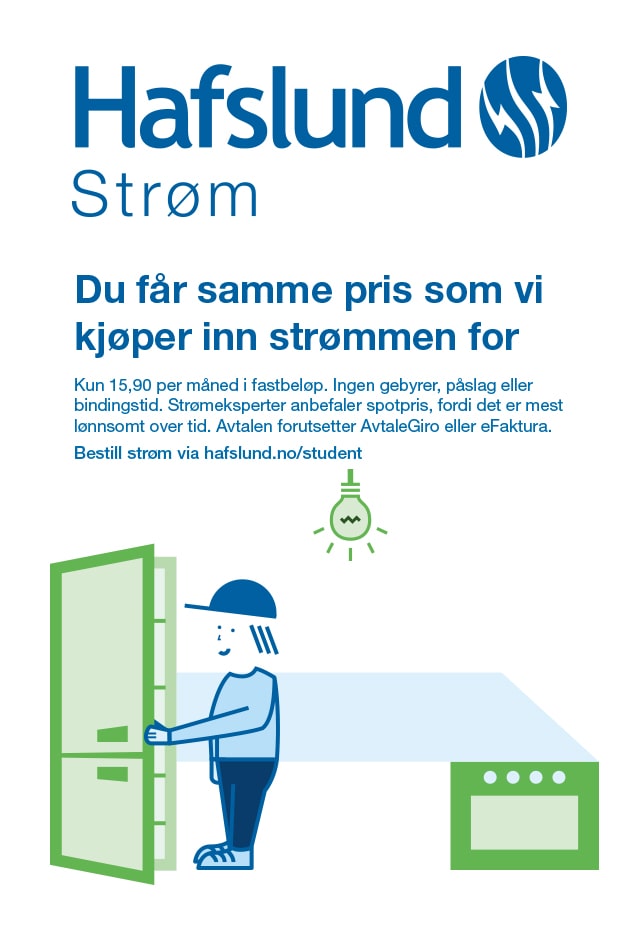 Hafslund
Strøm
Du får samme pris som vi
kjøper inn strømmen for
Kun 15,90 per måned i fastbeløp. Ingen gebyrer, påslag eller
bindingstid. Strømeksperter anbefaler spotpris, fordi det er mest
lønnsomt over tid. Avtalen forutsetter AvtaleGiro eller eFaktura.
Bestill strøm via hafslund.no/student